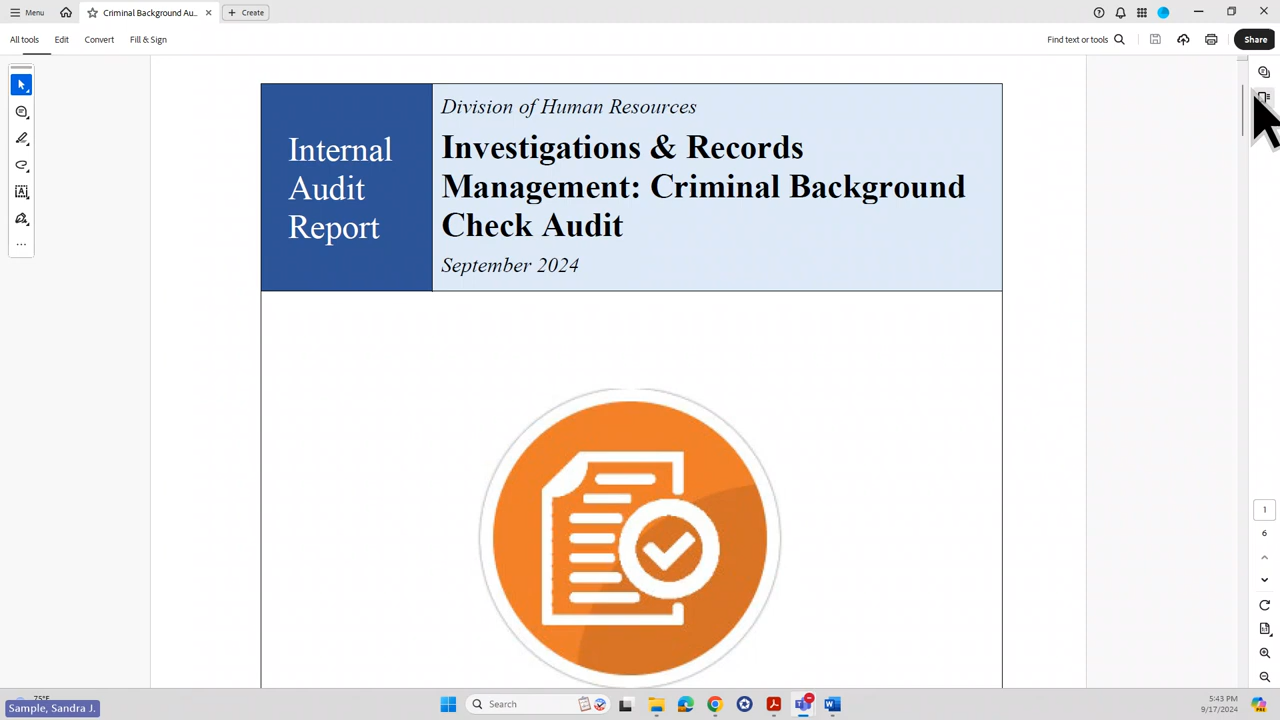 Menu
Criminal Background Au...
Create
All tools
Edit
Convert
Fill & Sign
Find text or tools
Share
Internal
Audit
Report
Division of Human Resources
Investigations & Records
Management: Criminal Background
Check Audit
September 2024
1
6
75°F
Sample, Sandra J.
Search
5:43 PM
9/17/2024